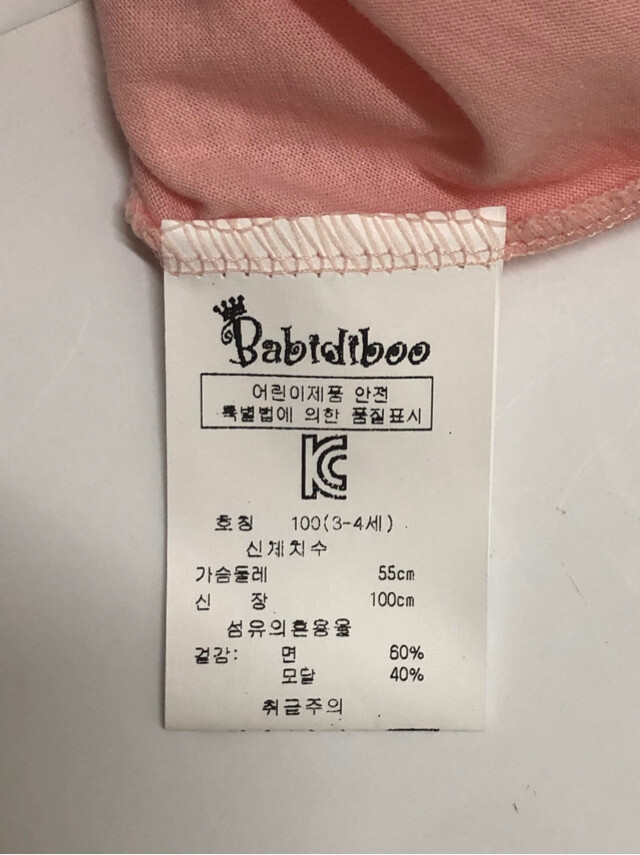 Babidiboo
어린이제품 안전
특별법에 의한 품질표시
KC
호칭 100(3-4세)
신체치수
가슴둘레 55cm
신 장 100cm
섬유의혼용율
겉감: 면 60%
모달 40%
취급주의